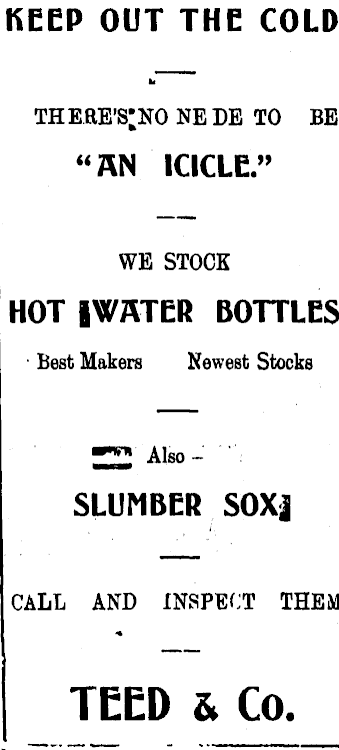 KEEP OUT THE COLD
THERE'S NO NEDE TO BE
"AN ICICLE."
WE STOCK
HOT WATER BOTTLES
Best Makers Newest Stocks
Also -
SLUMBER SOX
CALL AND INSPECT THEM
TEED & Co.